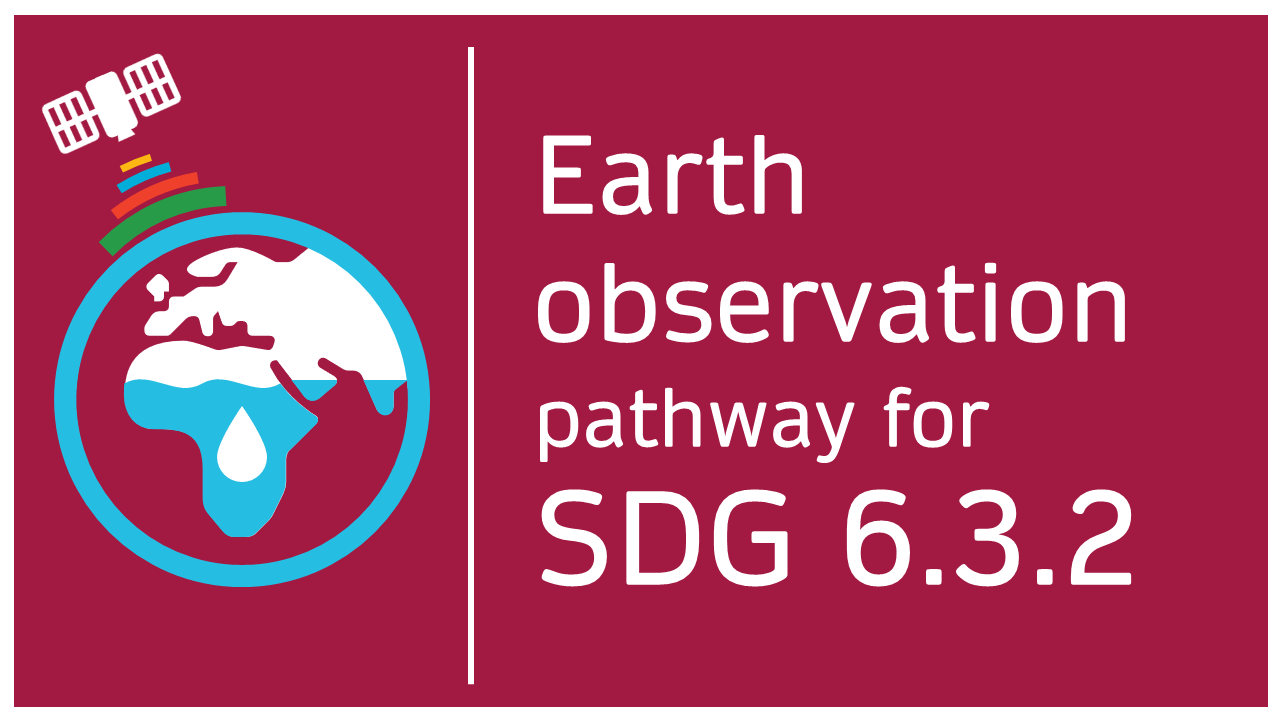 Earth
observation
pathway for
SDG 6.3.2